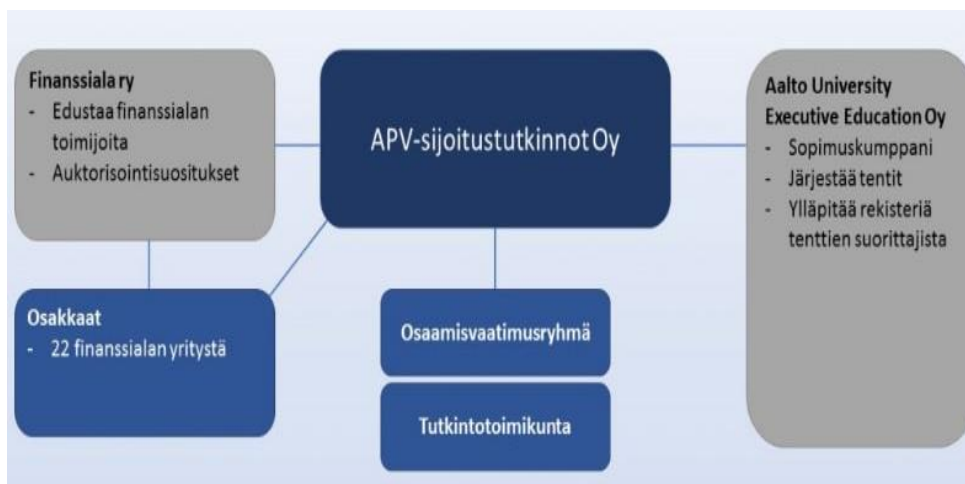 Finanssiala ry
- Edustaa finanssialan
toimijoita
- Auktorisointisuositukset
APV-sijoitustutkinnot Oy
Aalto University
Executive Education Oy
- Sopimuskumppani
- Järjestää tentit
- Ylläpitää rekisteriä
tenttien suorittajista
Osakkaat
- 22 finanssialan yritystä
Osaamisvaatimusryhmä
Tutkintotoimikunta